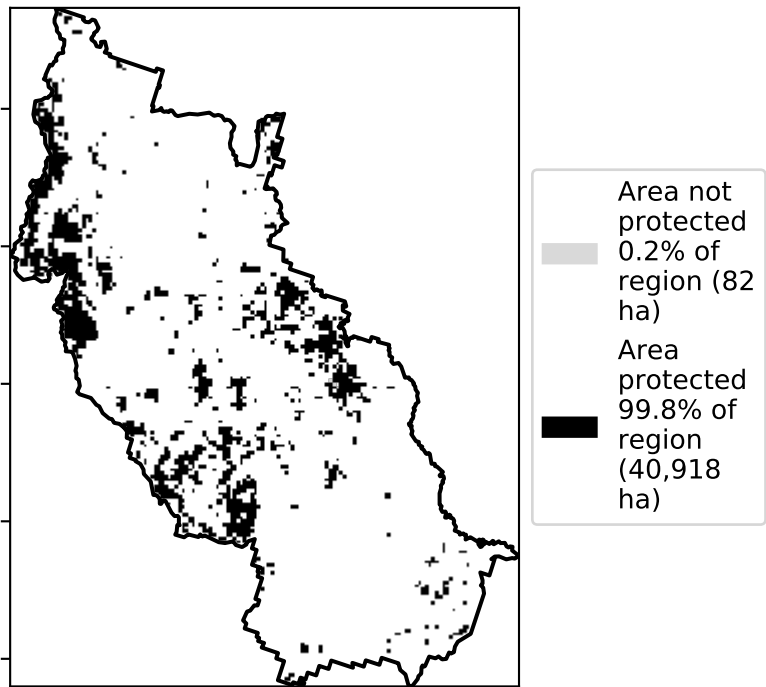 Area not
protected
0.2% of
region (82
ha)
Area
protected
99.8% of
region
(40,918
ha)